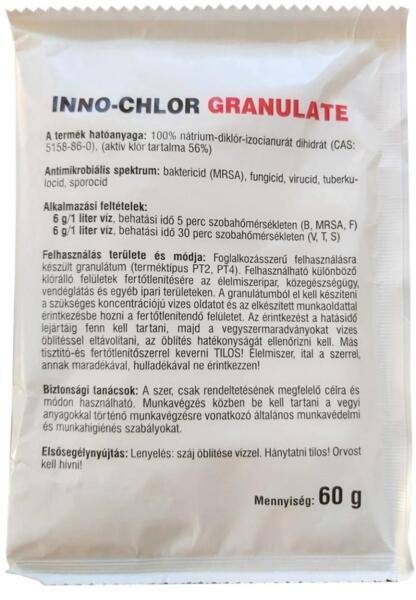 INNO-CHLOR GRANULATE
A termék hatóanyaga: 100% nátrium-diklór-izocianurát dihidrát (CAS:
5158-86-0), (aktív klór tartalma 56%)
Antimikrobiális spektrum: baktericid (MRSA), fungicid, virucid, tuberku-
locid, sporocid
Alkalmazási feltételek:
6 g/1 liter víz, behatási idő 5 perc szobahőmérsékleten (B, MRSA, F)
6 g/1 liter víz, behatási idő 30 perc szobahőmérsékleten (V, T, S)
Felhasználás területe és módja: Foglalkozásszerű felhasználásra
készült granulátum (terméktípus PT2, PT4). Felhasználható különböző
klórálló felületek fertőtlenítésére az élelmiszeripar, közegészségügy,
vendéglátás és egyéb ipari területeken. A granulátumból el kell készíteni
a szükséges koncentrációjú vizes oldatot és az elkészített munkaoldattal
érintkezésbe hozni a fertőtlenítendő felületet. Az érintkezést a hatásidő
lejártáig fenn kell tartani, majd a vegyszermaradványokat vizes
öblítéssel eltávolítani, az öblítés hatékonyságát ellenőrizni kell. Más
tisztító-és fertőtlenítőszerrel keverni TILOS! Élelmiszer, ital a szerrel,
annak maradékával, hulladékával ne érintkezzen!
Biztonsági tanácsok: A szer, csak rendeltetésének megfelelő célra és
módon használható. Munkavégzés közben be kell tartani a vegyi
anyagokkal történő munkavégzésre vonatkozó általános munkavédelmi
és munkahigiénés szabályokat.
Elsősegélynyújtás: Lenyelés: száj öblítése vízzel. Hánytatni tilos! Orvost
kell hívni!
Mennyiség: 60 g